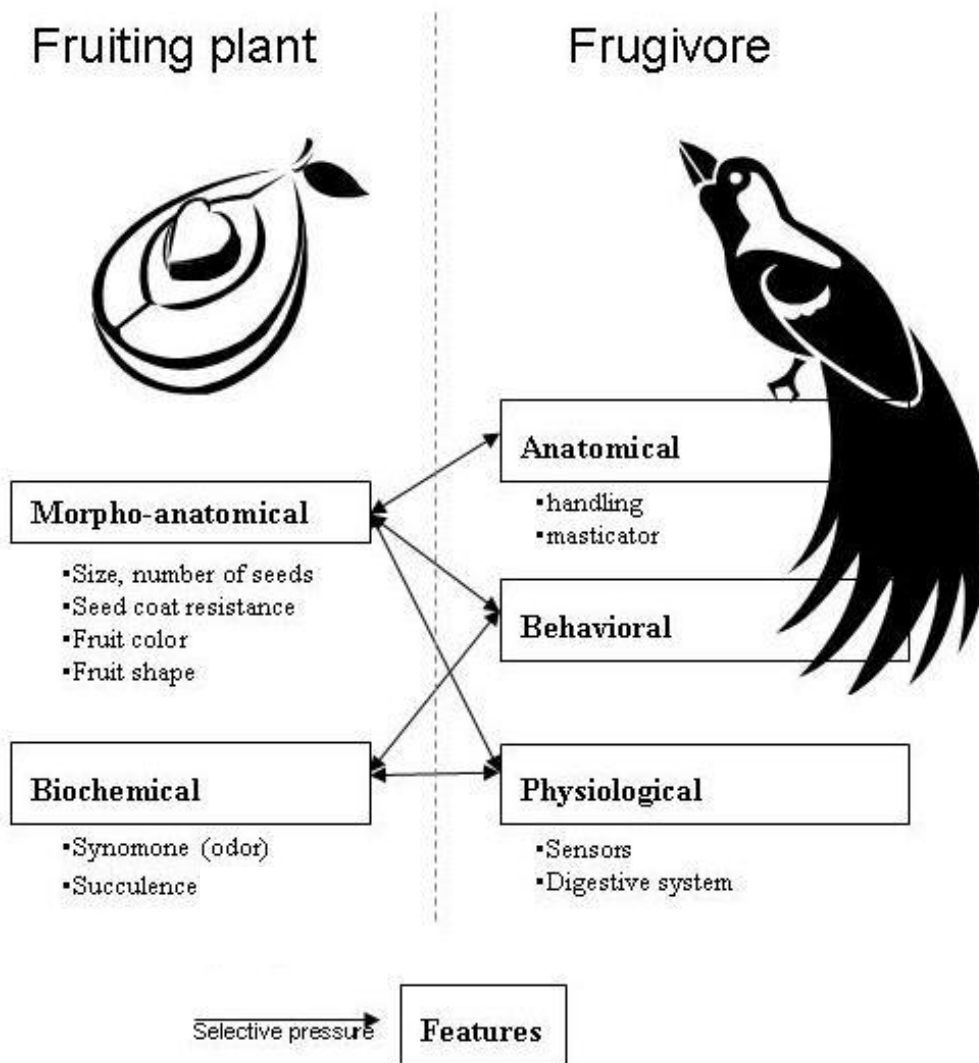 Fruiting plant
Frugivore
Morpho-anatomical
▪Size, number of seeds
▪Seed coat resistance
▪Fruit color
▪Fruit shape
Biochemical
▪Synomone (odor)
▪Succulence
Anatomical
▪handling
▪masticator
Behavioral
Physiological
▪Sensors
▪Digestive system
Selective pressure
Features